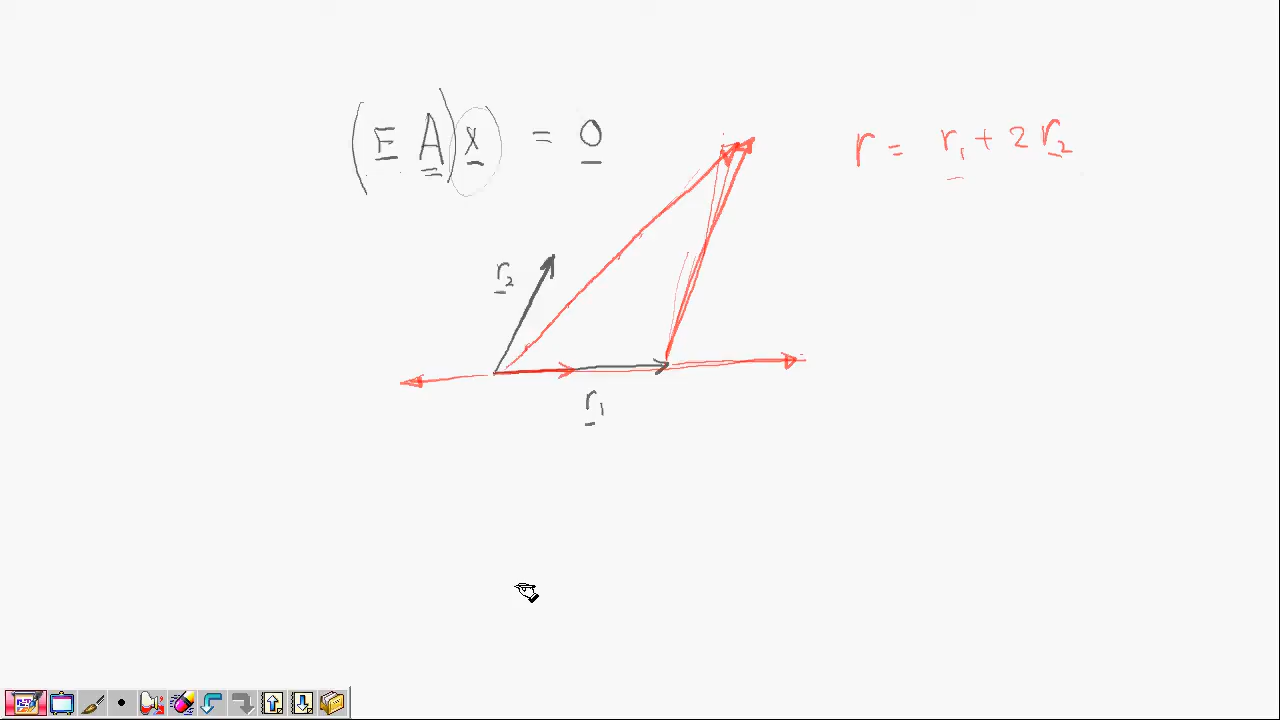 (E A) x = 0
r = r₁ + 2 r₂
r₂
r₁